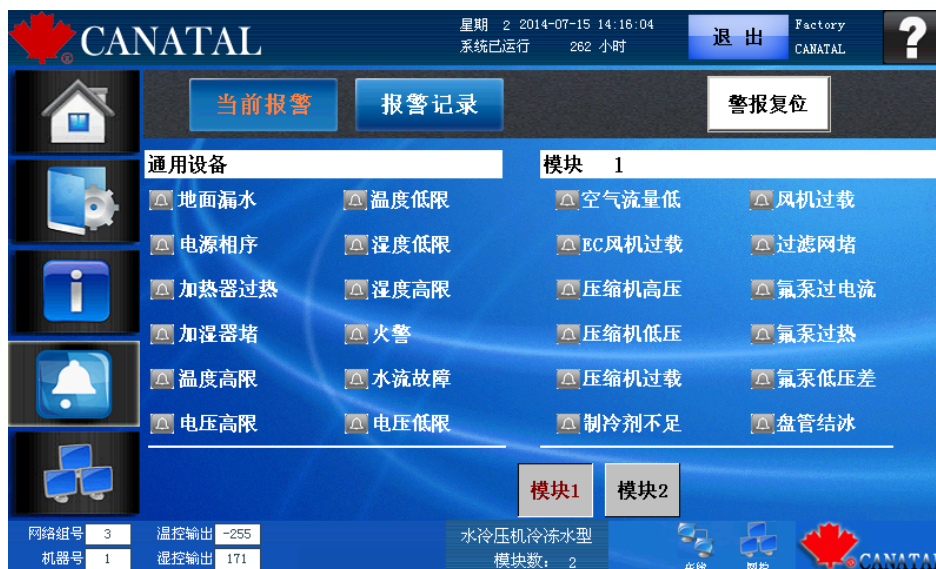 CANATAL ®
星期 2 2014-07-15 14:16:04
系统已运行 262 小时
退 出
Factory
CANATAL
?
当前报警 报警记录 警报复位
通用设备 模块 1
地面漏水 温度低限 空气流量低 风机过载
电源相序 湿度低限 EC风机过载 过滤网堵
加热器过热 湿度高限 压缩机高压 氟泵过电流
加湿器堵 火警 压缩机低压 氟泵过热
温度高限 水流故障 压缩机过载 氟泵低压差
电压高限 电压低限 制冷剂不足 盘管结冰
模块1 模块2
网络组号 3 温控输出 -255 水冷压机冷冻水型
机器号 1 湿控输出 171 模块数： 2
CANATAL